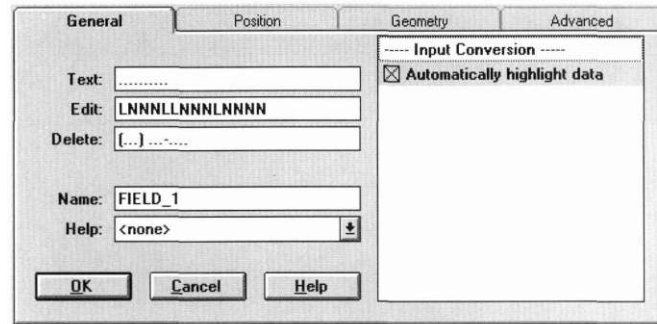 General Position Geometry Advanced
----- Input Conversion -----
Automatically highlight data
Text: ..........
Edit: LNNNLLNNNLNNNN
Delete: (...) ...-....
Name: FIELD_1
Help: <none>
OK Cancel Help